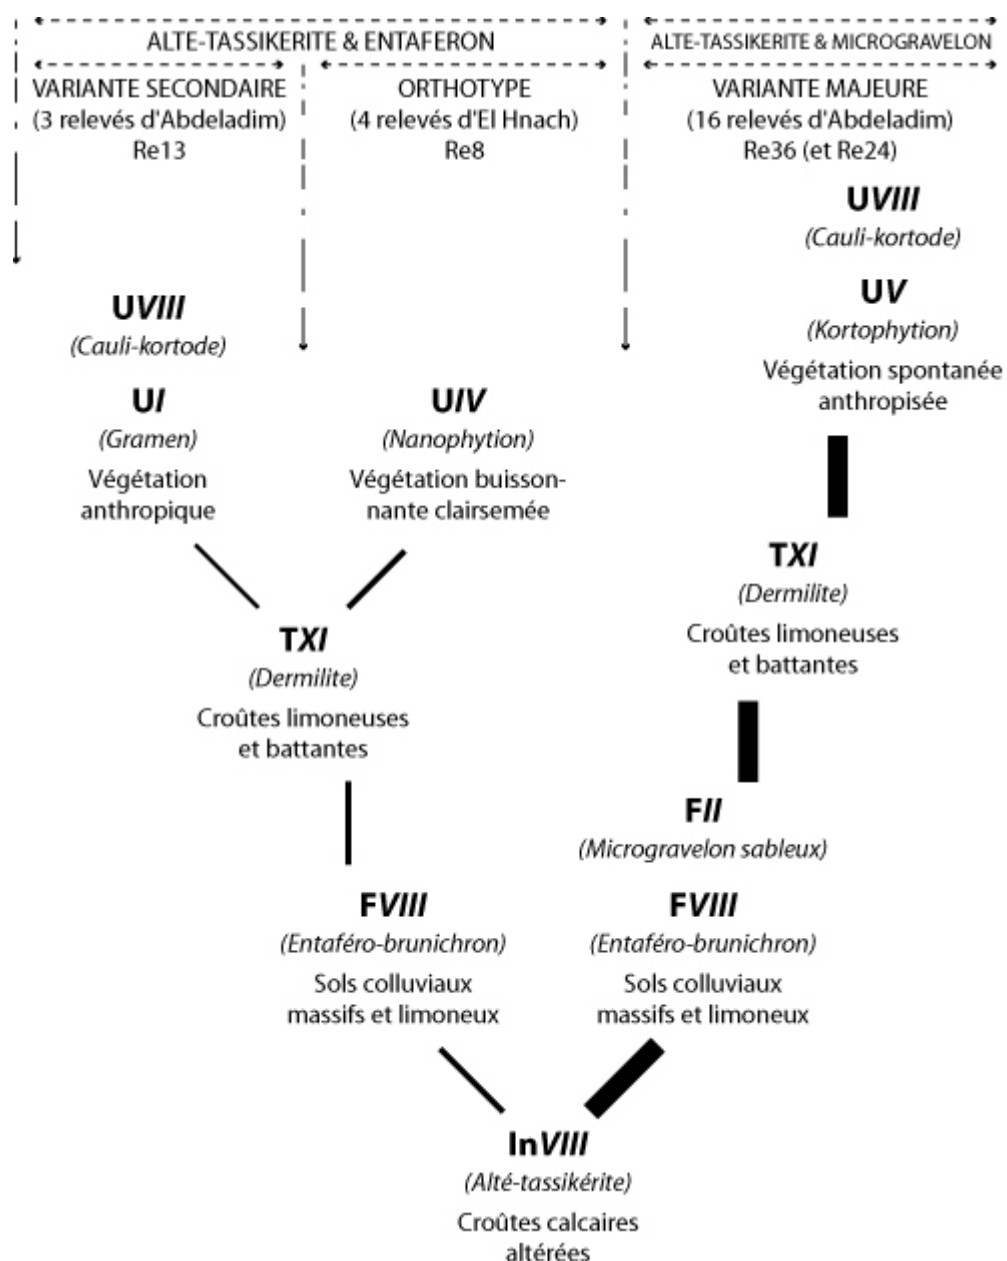 ALTE-TASSIKERITE & ENTAFERON
ALTE-TASSIKERITE & MICROGRAVELON
VARIANTE SECONDAIRE
(3 relevés d'Abdeladim)
Re13
ORTHOTYPE
(4 relevés d'El Hnach)
Re8
VARIANTE MAJEURE
(16 relevés d'Abdeladim)
Re36 (et Re24)
UVIII
(Cauli-kortode)
UV
(Kortophytion)
Végétation spontanée
anthropisée
UVIII
(Cauli-kortode)
UI
(Gramen)
Végétation
anthropique
UIV
(Nanophytion)
Végétation buisson-
nante clairsemée
TXI
(Dermilite)
Croûtes limoneuses
et battantes
TXI
(Dermilite)
Croûtes limoneuses
et battantes
FII
(Microgravelon sableux)
FVIII
(Entaféro-brunichron)
Sols colluviaux
massifs et limoneux
FVIII
(Entaféro-brunichron)
Sols colluviaux
massifs et limoneux
InVIII
(Alté-tassikérite)
Croûtes calcaires
altérées